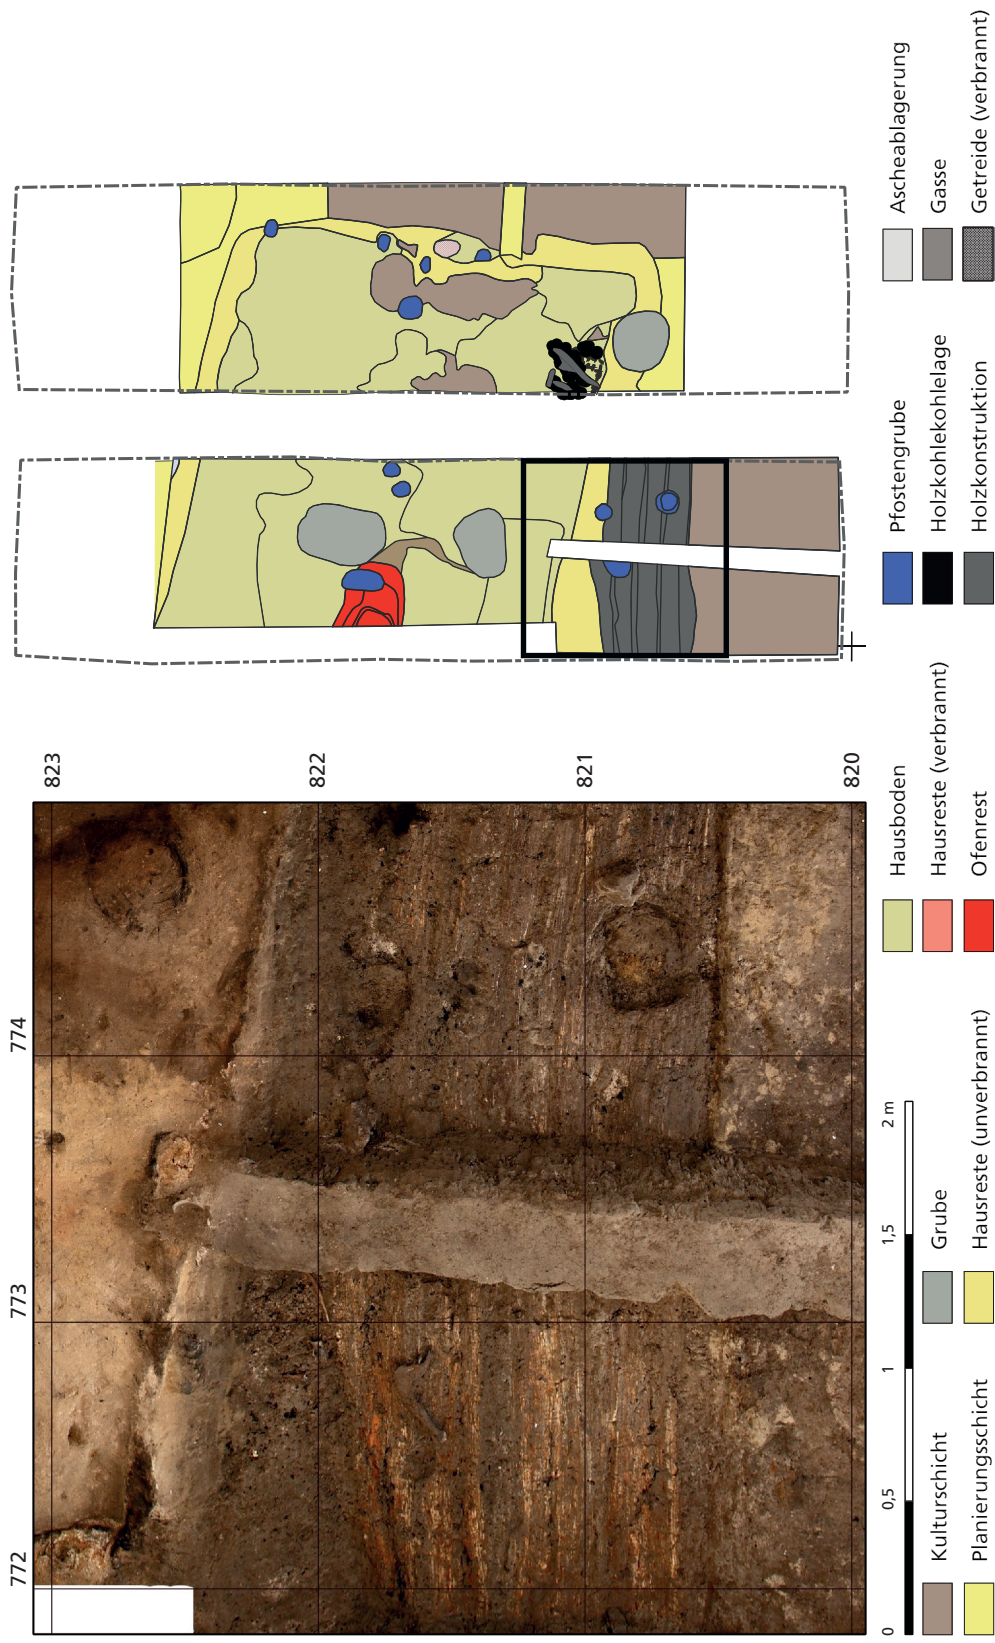 772
773
774
823
822
821
820
0
0,5
1
1,5
2 m
Kulturschicht
Planierungsschicht
Grube
Hausreste (unverbrannt)
Hausboden
Hausreste (verbrannt)
Ofenrest
Pfostengrube
Holzkohlekohlelage
Holzkonstruktion
Ascheablagerung
Gasse
Getreide (verbrannt)